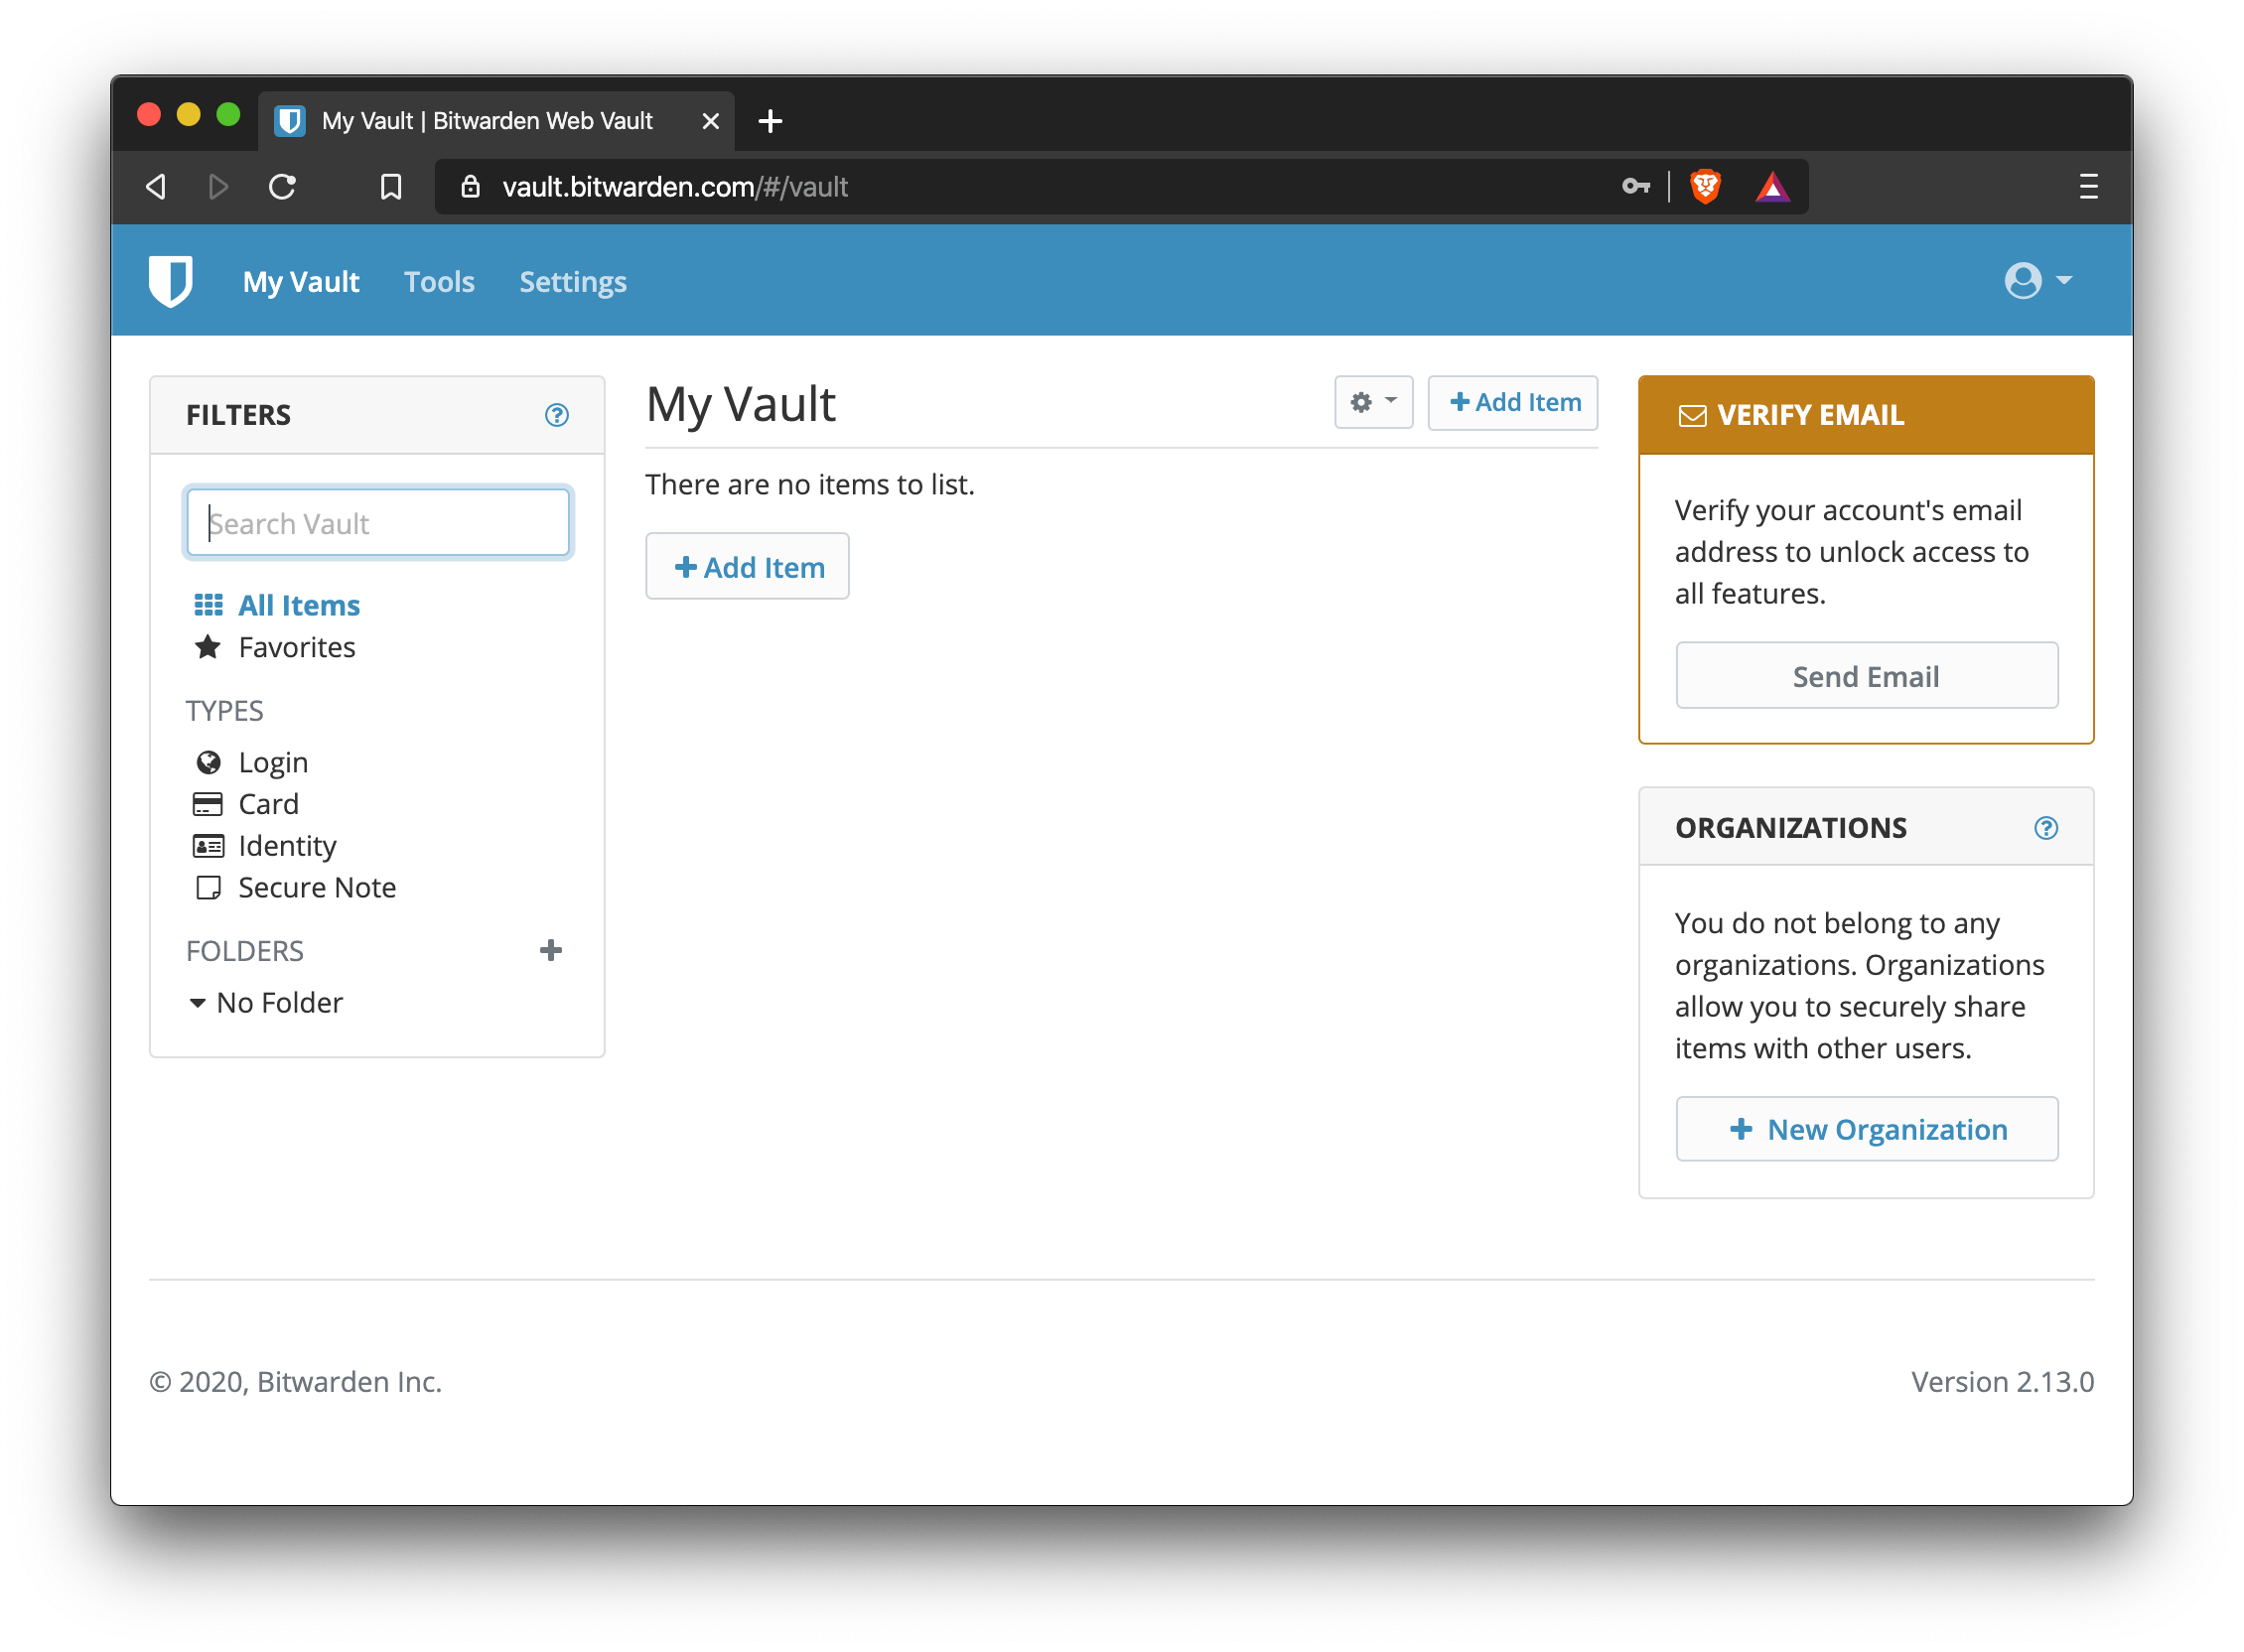 My Vault | Bitwarden Web Vault
vault.bitwarden.com/#/vault
My Vault
Tools
Settings
FILTERS
Search Vault
All Items
Favorites
TYPES
Login
Card
Identity
Secure Note
FOLDERS
No Folder
My Vault
Add Item
There are no items to list.
Add Item
VERIFY EMAIL
Verify your account's email
address to unlock access to
all features.
Send Email
ORGANIZATIONS
You do not belong to any
organizations. Organizations
allow you to securely share
items with other users.
New Organization
© 2020, Bitwarden Inc.
Version 2.13.0